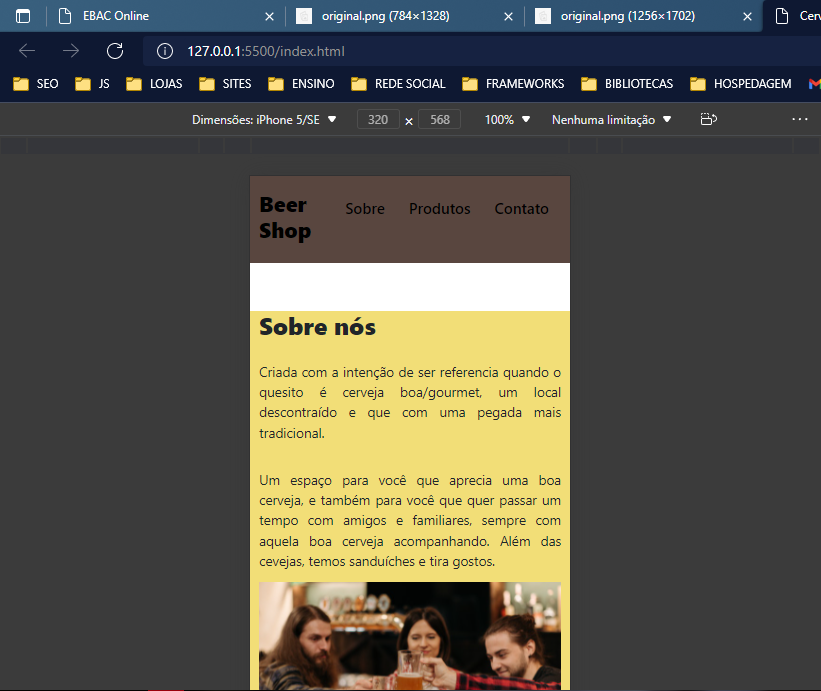 EBAC Online
original.png (784×1328)
original.png (1256×1702)
127.0.0.1:5500/index.html
SEO JS LOJAS SITES ENSINO REDE SOCIAL FRAMEWORKS BIBLIOTECAS HOSPEDAGEM
Dimensões: iPhone 5/SE 320 × 568 100% Nenhuma limitação
Beer
Shop
Sobre Produtos Contato
Sobre nós
Criada com a intenção de ser referencia quando o
quesito é cerveja boa/gourmet, um local
descontraído e que com uma pegada mais
tradicional.
Um espaço para você que aprecia uma boa
cerveja, e também para você que quer passar um
tempo com amigos e familiares, sempre com
aquela boa cerveja acompanhando. Além das
cevejas, temos sanduíches e tira gostos.